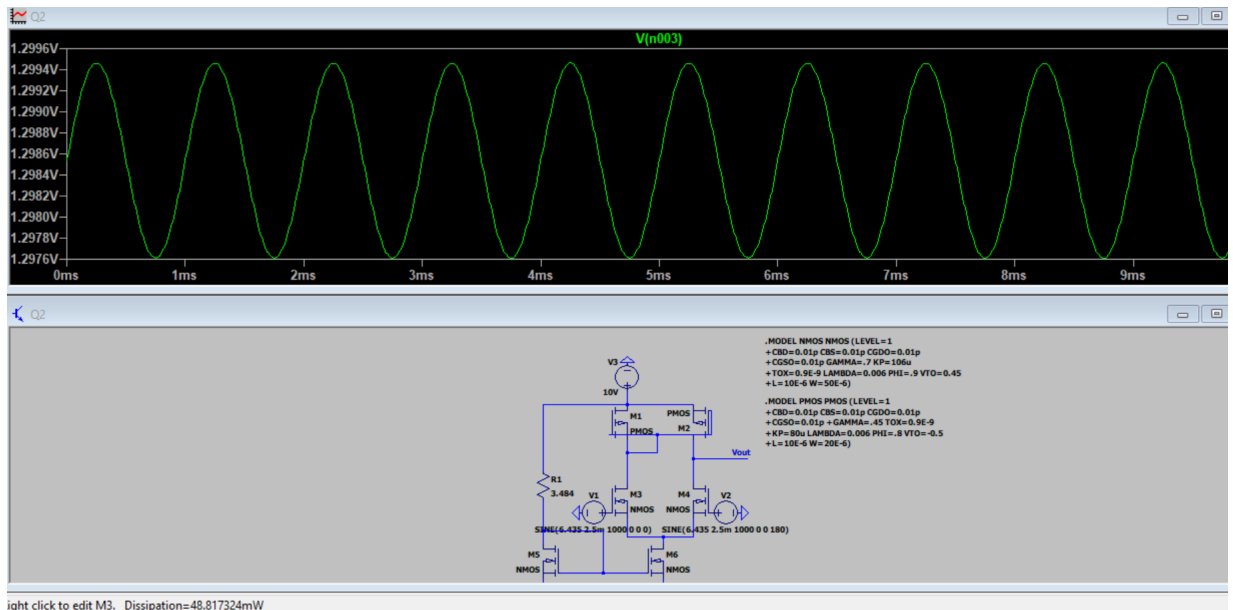 Q2
V(n003)
1.2996V
1.2994V
1.2992V
1.2990V
1.2988V
1.2986V
1.2984V
1.2982V
1.2980V
1.2978V
1.2976V
0ms 1ms 2ms 3ms 4ms 5ms 6ms 7ms 8ms 9ms
Q2
V3
10V
M1
PMOS
PMOS
M2
Vout
R1
3.484
V1
M3
NMOS
M4
NMOS
V2
SINE(6.435 2.5m 1000 0 0 0)
SINE(6.435 2.5m 1000 0 0 180)
M5
NMOS
M6
NMOS
.MODEL NMOS NMOS (LEVEL=1
+CBD=0.01p CBS=0.01p CGDO=0.01p
+CGSO=0.01p GAMMA=.7 KP=106u
+TOX=0.9E-9 LAMBDA=0.006 PHI=.9 VTO=0.45
+L=10E-6 W=50E-6)
.MODEL PMOS PMOS (LEVEL=1
+CBD=0.01p CBS=0.01p CGDO=0.01p
+CGSO=0.01p +GAMMA=.45 TOX=0.9E-9
+KP=80u LAMBDA=0.006 PHI=.8 VTO=-0.5
+L=10E-6 W=20E-6)
ight click to edit M3. Dissipation=48.817324mW